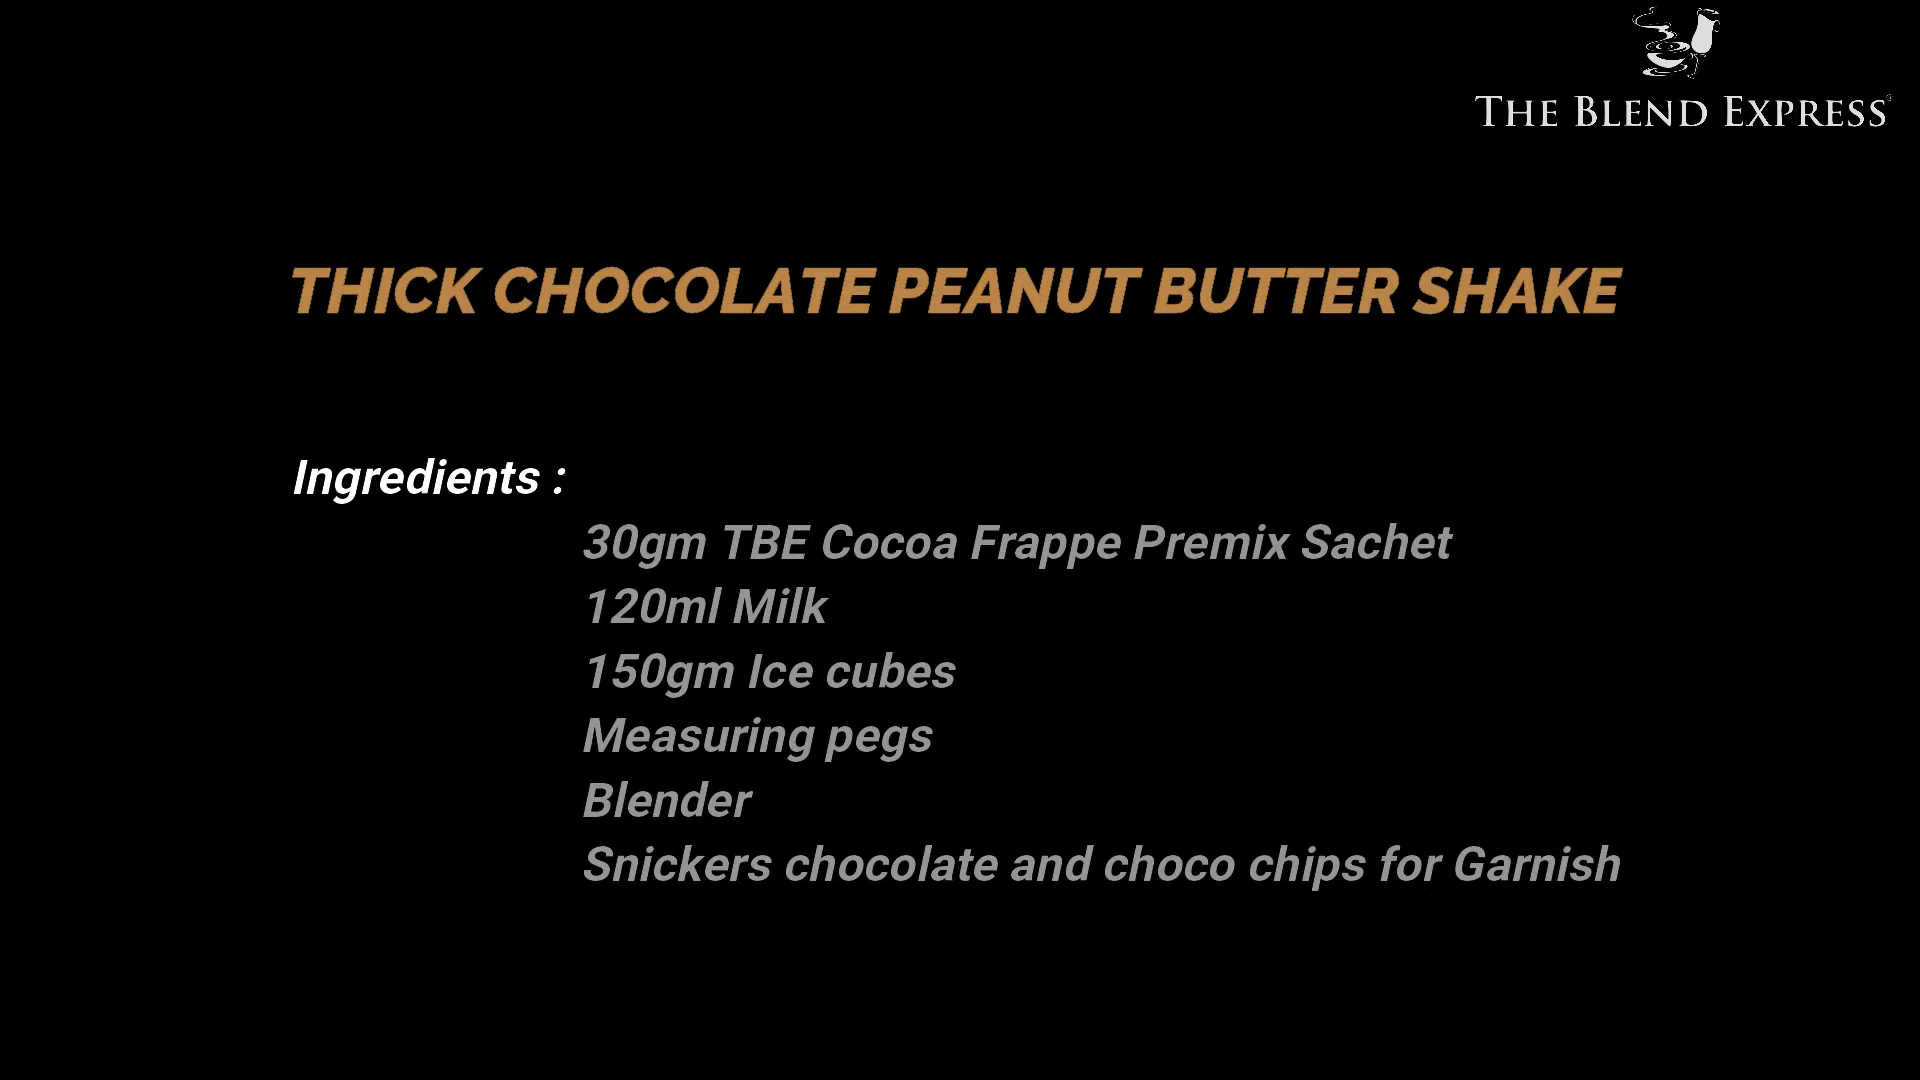 THE BLEND EXPRESS
THICK CHOCOLATE PEANUT BUTTER SHAKE
Ingredients :
30gm TBE Cocoa Frappe Premix Sachet
120ml Milk
150gm Ice cubes
Measuring pegs
Blender
Snickers chocolate and choco chips for Garnish